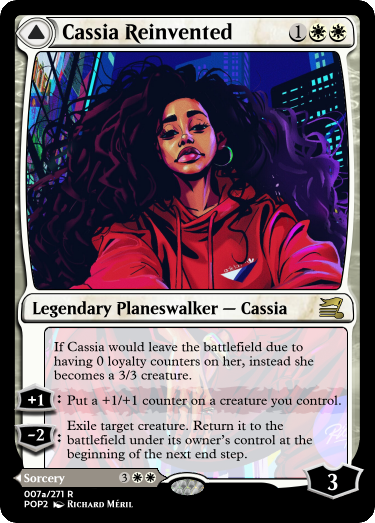 Cassia Reinvented 1
Legendary Planeswalker — Cassia
If Cassia would leave the battlefield due to
having 0 loyalty counters on her, instead she
becomes a 3/3 creature.
+1: Put a +1/+1 counter on a creature you control.
-2: Exile target creature. Return it to the
battlefield under its owner's control at the
beginning of the next end step.
Sorcery 3
3
007a/271 R
POP2 Richard Méril